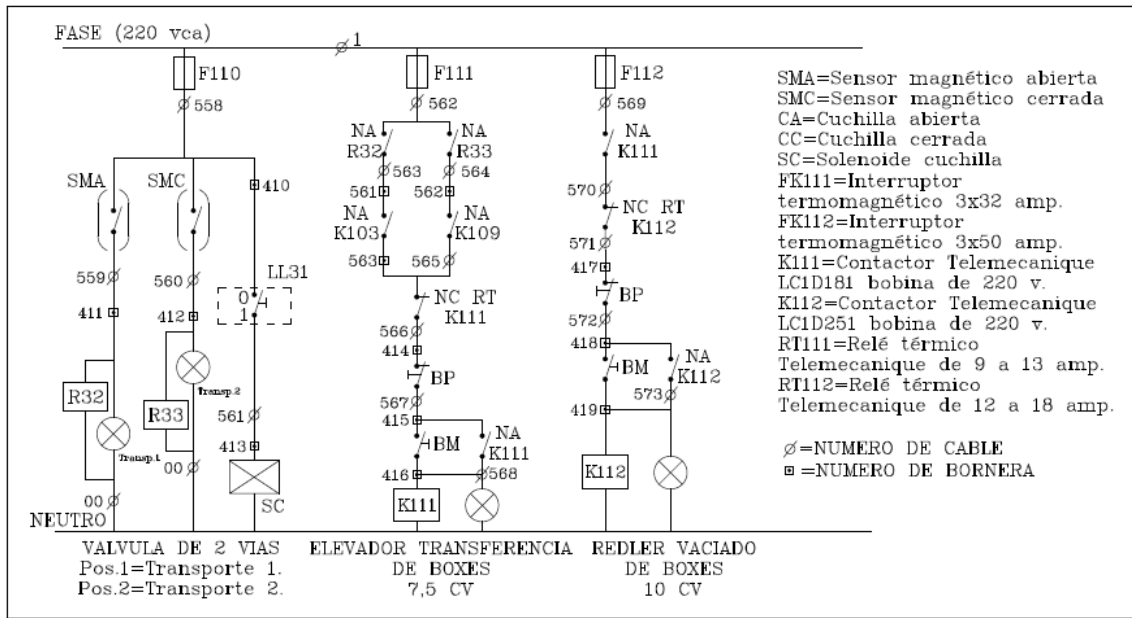 FASE (220 vca)
1
F110
F111
F112
558
562
569
NA
NA
NA
R32
R33
K111
563
564
SMA
SMC
410
561
562
570
NA
NA
NC RT
K103
K109
K112
559
560
563
565
571
LL31
417
411
412
0
1
NC RT
K111
BP
566
572
414
418
R32
Transp.2
BP
BM
NA
K112
R33
567
573
561
415
419
Transp.1
413
BM
NA
K111
00
416
568
K112
00
SC
K111
NEUTRO
VALVULA DE 2 VIAS
Pos.1=Transporte 1.
Pos.2=Transporte 2.
ELEVADOR TRANSFERENCIA
DE BOXES
7,5 CV
REDLER VACIADO
DE BOXES
10 CV
SMA=Sensor magnético abierta
SMC=Sensor magnético cerrada
CA=Cuchilla abierta
CC=Cuchilla cerrada
SC=Solenoide cuchilla
FK111=Interruptor
termomagnético 3x32 amp.
FK112=Interruptor
termomagnético 3x50 amp.
K111=Contactor Telemecanique
LC1D181 bobina de 220 v.
K112=Contactor Telemecanique
LC1D251 bobina de 220 v.
RT111=Relé térmico
Telemecanique de 9 a 13 amp.
RT112=Relé térmico
Telemecanique de 12 a 18 amp.
=NUMERO DE CABLE
=NUMERO DE BORNERA